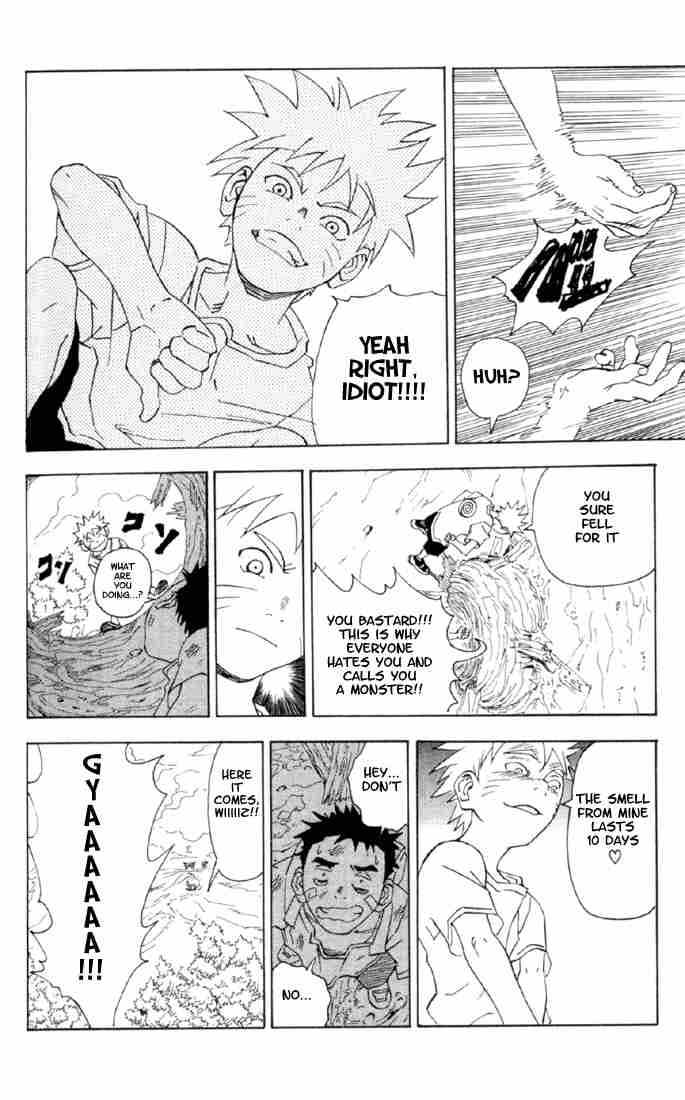 HUH?
YEAH
RIGHT,
IDIOT!!!!
YOU
SURE
FELL
FOR IT
YOU BASTARD!!!
THIS IS WHY
EVERYONE
HATES YOU AND
CALLS YOU
A MONSTER!!
WHAT
ARE
YOU
DOING...?
THE SMELL
FROM MINE
LASTS
10 DAYS
♡
HEY...
DON'T
NO...
HERE
IT
COMES,
WIIIIIZ!!
GYAAAAAA!!!